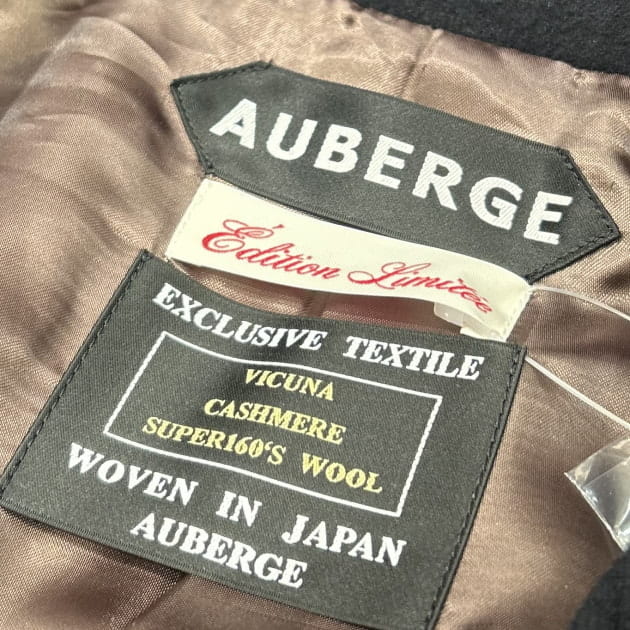 AUBERGE
Édition Limitée
EXCLUSIVE TEXTILE
VICUNA
CASHMERE
SUPER160'S WOOL
WOVEN IN JAPAN
AUBERGE